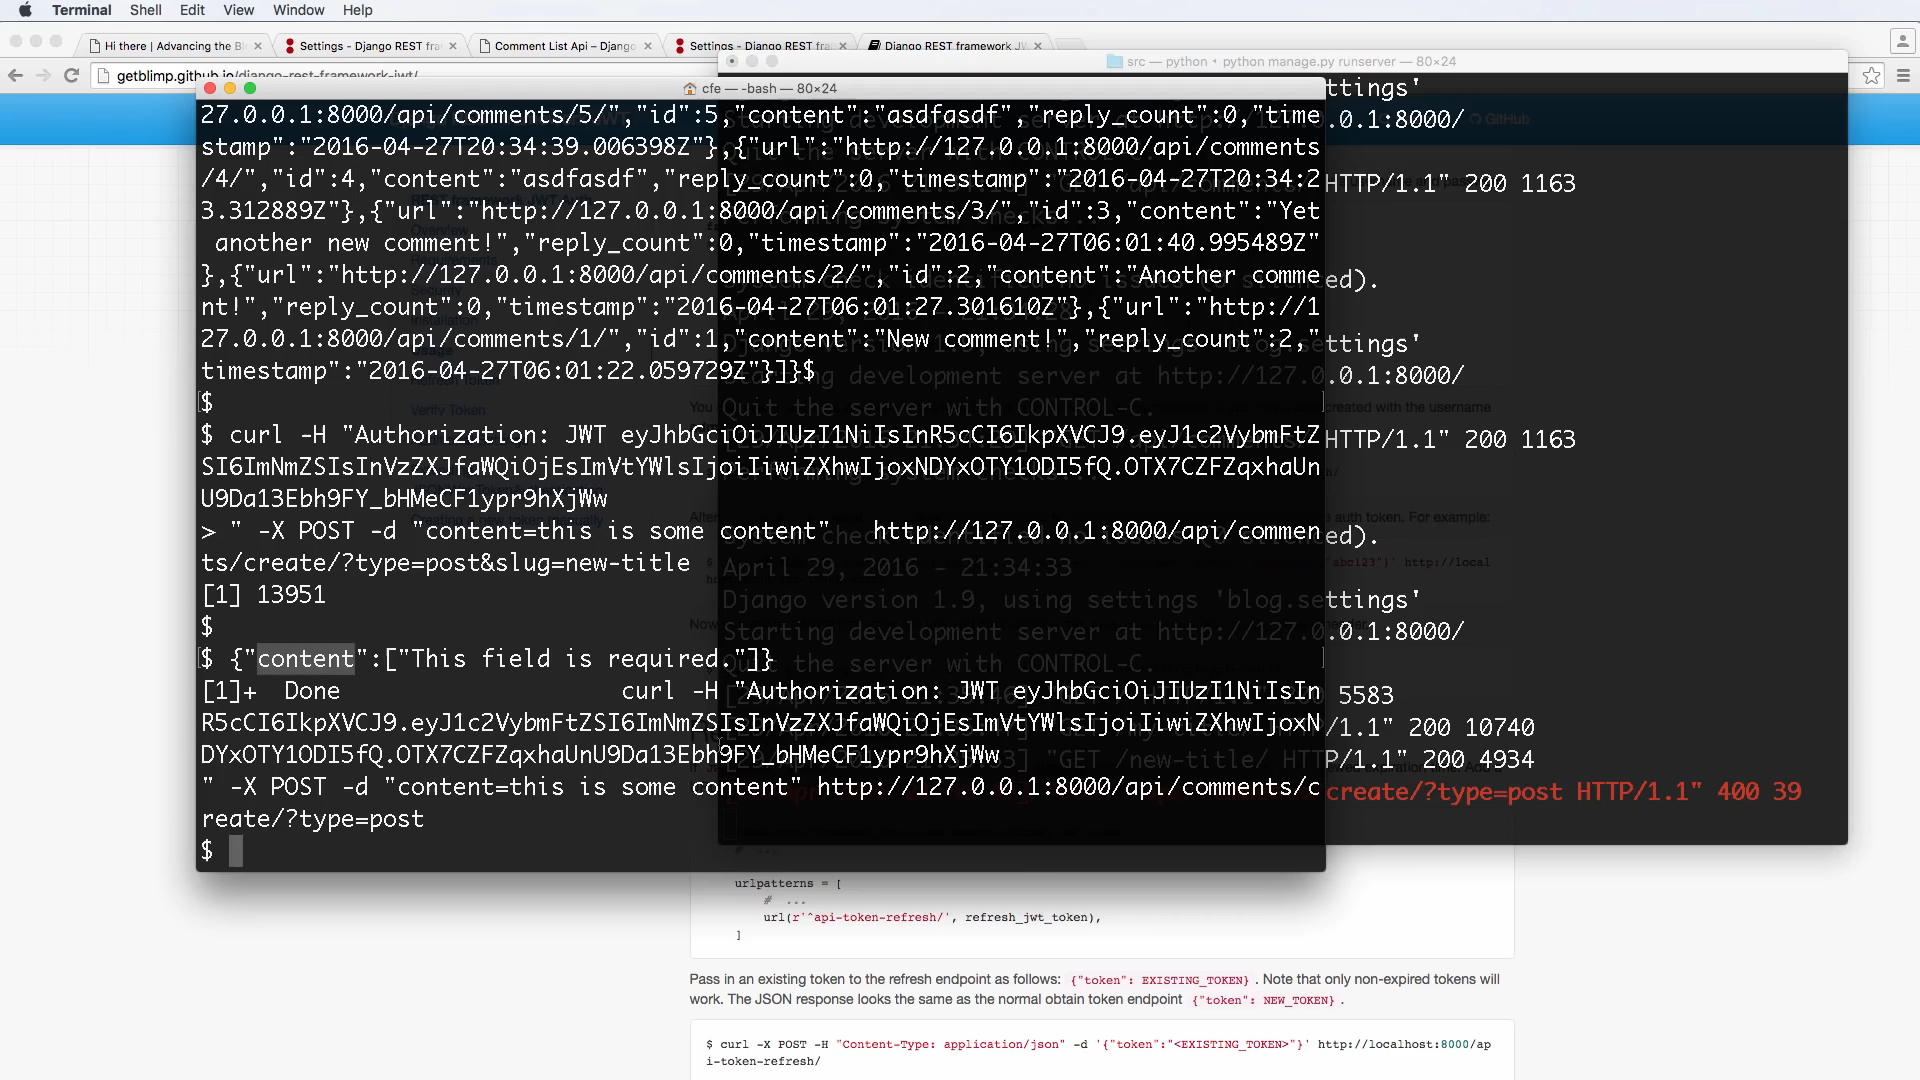 Terminal Shell Edit View Window Help
Hi there | Advancing the Bl
Settings - Django REST fra
Comment List Api – Django
Settings - Django REST fra
Django REST framework JW
getblimp.github.io/django-rest-framework-jwt/
src — python • python manage.py runserver — 80×24
cfe — -bash — 80×24
27.0.0.1:8000/api/comments/5/","id":5,"content":"asdfasdf","reply_count":0,"time
stamp":"2016-04-27T20:34:39.006398Z"},{"url":"http://127.0.0.1:8000/api/comments
/4/","id":4,"content":"asdfasdf","reply_count":0,"timestamp":"2016-04-27T20:34:2
3.312889Z"},{"url":"http://127.0.0.1:8000/api/comments/3/","id":3,"content":"Yet
another new comment!","reply_count":0,"timestamp":"2016-04-27T06:01:40.995489Z"
},{"url":"http://127.0.0.1:8000/api/comments/2/","id":2,"content":"Another comme
nt!","reply_count":0,"timestamp":"2016-04-27T06:01:27.301610Z"},{"url":"http://1
27.0.0.1:8000/api/comments/1/","id":1,"content":"New comment!","reply_count":2,"
timestamp":"2016-04-27T06:01:22.059729Z"}]}$
$
$ curl -H "Authorization: JWT eyJhbGciOiJIUzI1NiIsInR5cCI6IkpXVCJ9.eyJ1c2VybmFtZ
SI6ImNmZSIsInVzZXJfaWQiOjEsImVtYWlsIjoiIiwiZXhwIjoxNDYxOTY1ODI5fQ.OTX7CZFZqxhaUn
U9Da13Ebh9FY_bHMeCF1ypr9hXjWw
> " -X POST -d "content=this is some content" http://127.0.0.1:8000/api/commen
ts/create/?type=post&slug=new-title
[1] 13951
$
$ {"content":["This field is required."]}
[1]+ Done curl -H "Authorization: JWT eyJhbGciOiJIUzI1NiIsIn
R5cCI6IkpXVCJ9.eyJ1c2VybmFtZSI6ImNmZSIsInVzZXJfaWQiOjEsImVtYWlsIjoiIiwiZXhwIjoxN
DYxOTY1ODI5fQ.OTX7CZFZqxhaUnU9Da13Ebh9FY_bHMeCF1ypr9hXjWw
" -X POST -d "content=this is some content" http://127.0.0.1:8000/api/comments/c
reate/?type=post
$
ttings'
.0.1:8000/
HTTP/1.1" 200 1163
ed).
ttings'
Starting development server at http://127.0.0.1:8000/
Quit the server with CONTROL-C.
HTTP/1.1" 200 1163
ed).
April 29, 2016 - 21:34:33
Django version 1.9, using settings 'blog.settings'
Starting development server at http://127.0.0.1:8000/
Quit the server with CONTROL-C.
5583
/1.1" 200 10740
"GET /new-title/ HTTP/1.1" 200 4934
create/?type=post HTTP/1.1" 400 39
urlpatterns = [
# ...
url(r'^api-token-refresh/', refresh_jwt_token),
]
Pass in an existing token to the refresh endpoint as follows: {"token": EXISTING_TOKEN} . Note that only non-expired tokens will
work. The JSON response looks the same as the normal obtain token endpoint {"token": NEW_TOKEN} .
$ curl -X POST -H "Content-Type: application/json" -d '{"token":"<EXISTING_TOKEN>"}' http://localhost:8000/ap
i-token-refresh/